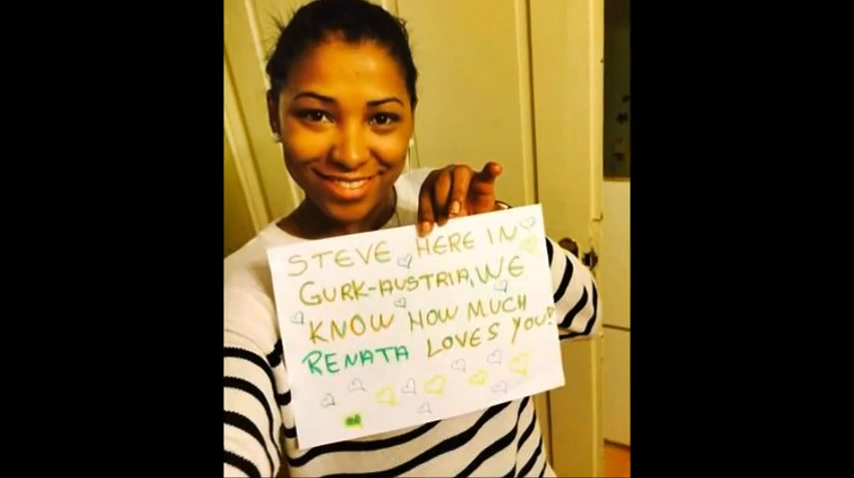 STEVE HERE IN
GURK-AUSTRIA, WE
KNOW HOW MUCH
RENATA LOVES YOU!